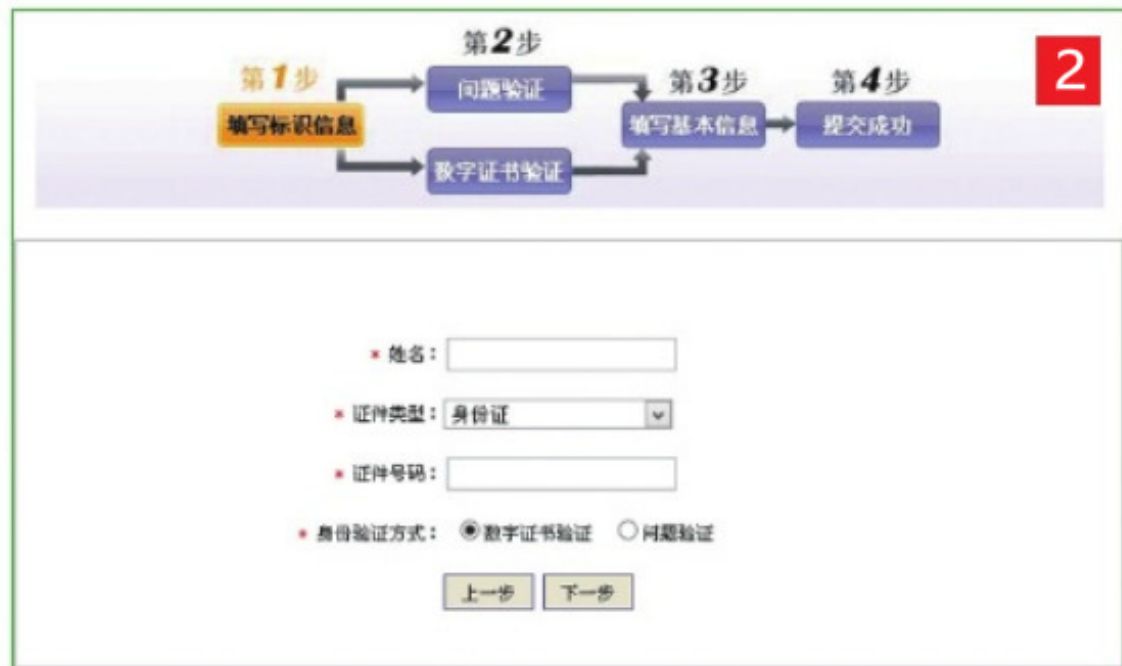 第2步
2
第1步
问题验证
第3步
第4步
填写标识信息
填写基本信息
提交成功
数字证书验证
* 姓名：
* 证件类型： 身份证
* 证件号码：
* 身份验证方式： 数字证书验证 问题验证
上一步 下一步